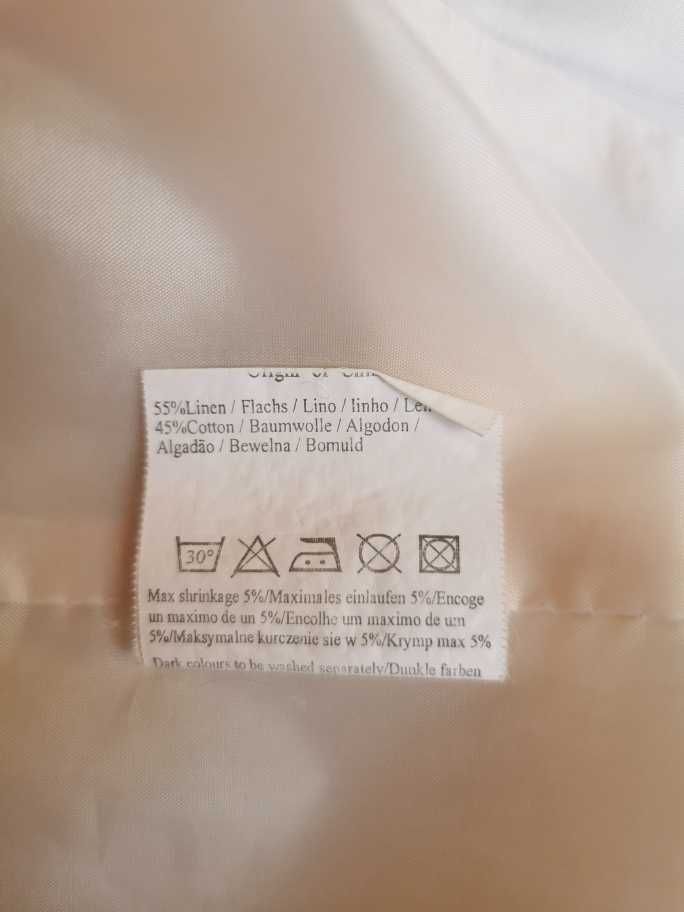 Origin of
55%Linen / Flachs / Lino / linho /
45%Cotton / Baumwolle / Algodon /
Algadão / Bewelna / Bomuld
30°
Max shrinkage 5%/Maximales einlaufen 5%/Encoge
un maximo de un 5%/Encolhe um maximo de um
5%/Maksymalne kurczenie sie w 5%/Krymp max 5%
Dark colours to be washed separately/Dunkle farben